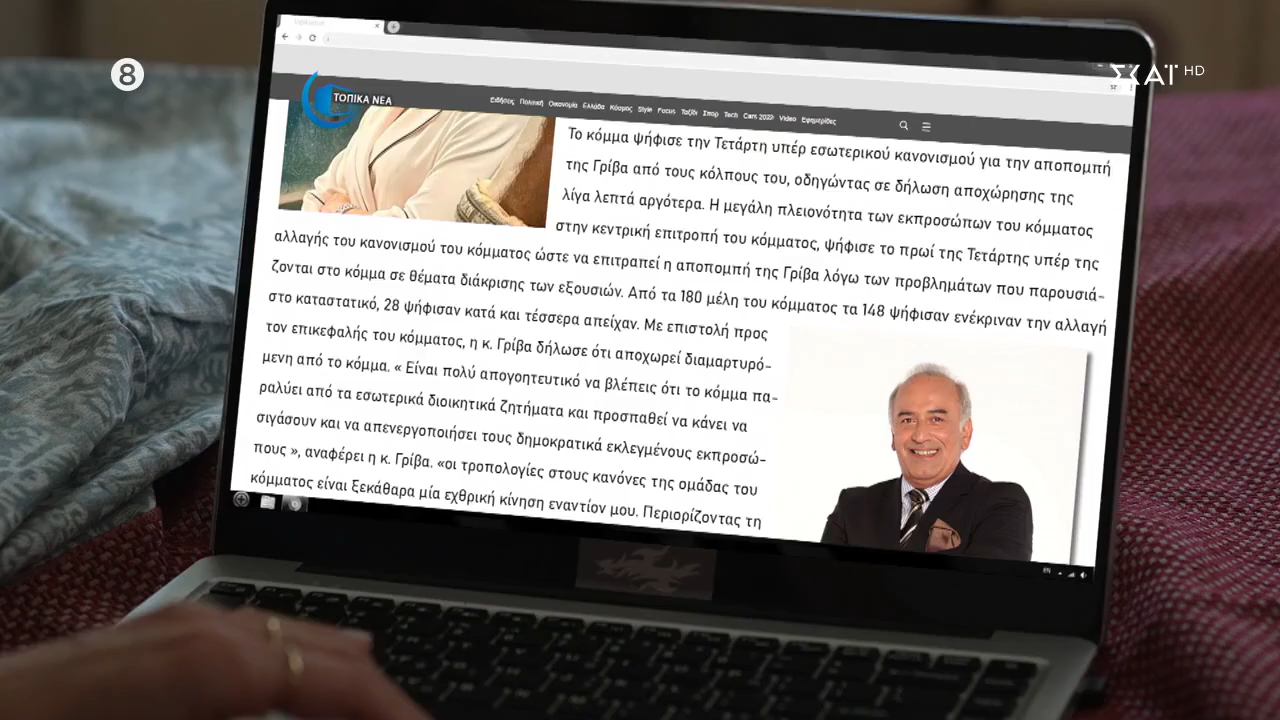 8
ΣΚΑΪ HD
ΤΟΠΙΚΑ ΝΕΑ
Ειδήσεις Πολιτική Οικονομία Ελλάδα Κόσμος Style Focus Ταξίδι Σπορ Tech Cars 2022 Video Εφημερίδες
Το κόμμα ψήφισε την Τετάρτη υπέρ εσωτερικού κανονισμού για την αποπομπή
της Γρίβα από τους κόλπους του, οδηγώντας σε δήλωση αποχώρησης της
λίγα λεπτά αργότερα. Η μεγάλη πλειονότητα των εκπροσώπων του κόμματος
στην κεντρική επιτροπή του κόμματος, ψήφισε το πρωί της Τετάρτης υπέρ της
αλλαγής του κανονισμού του κόμματος ώστε να επιτραπεί η αποπομπή της Γρίβα λόγω των προβλημάτων που παρουσιά-
ζονται στο κόμμα σε θέματα διάκρισης των εξουσιών. Από τα 180 μέλη του κόμματος τα 148 ψήφισαν ενέκριναν την αλλαγή
στο καταστατικό, 28 ψήφισαν κατά και τέσσερα απείχαν. Με επιστολή προς
τον επικεφαλής του κόμματος, η κ. Γρίβα δήλωσε ότι αποχωρεί διαμαρτυρό-
μενη από το κόμμα. « Είναι πολύ απογοητευτικό να βλέπεις ότι το κόμμα πα-
ραλύει από τα εσωτερικά διοικητικά ζητήματα και προσπαθεί να κάνει να
σιγάσουν και να απενεργοποιήσει τους δημοκρατικά εκλεγμένους εκπροσώ-
πους », αναφέρει η κ. Γρίβα. «οι τροπολογίες στους κανόνες της ομάδας του
κόμματος είναι ξεκάθαρα μία εχθρική κίνηση εναντίον μου. Περιορίζοντας τη
EN